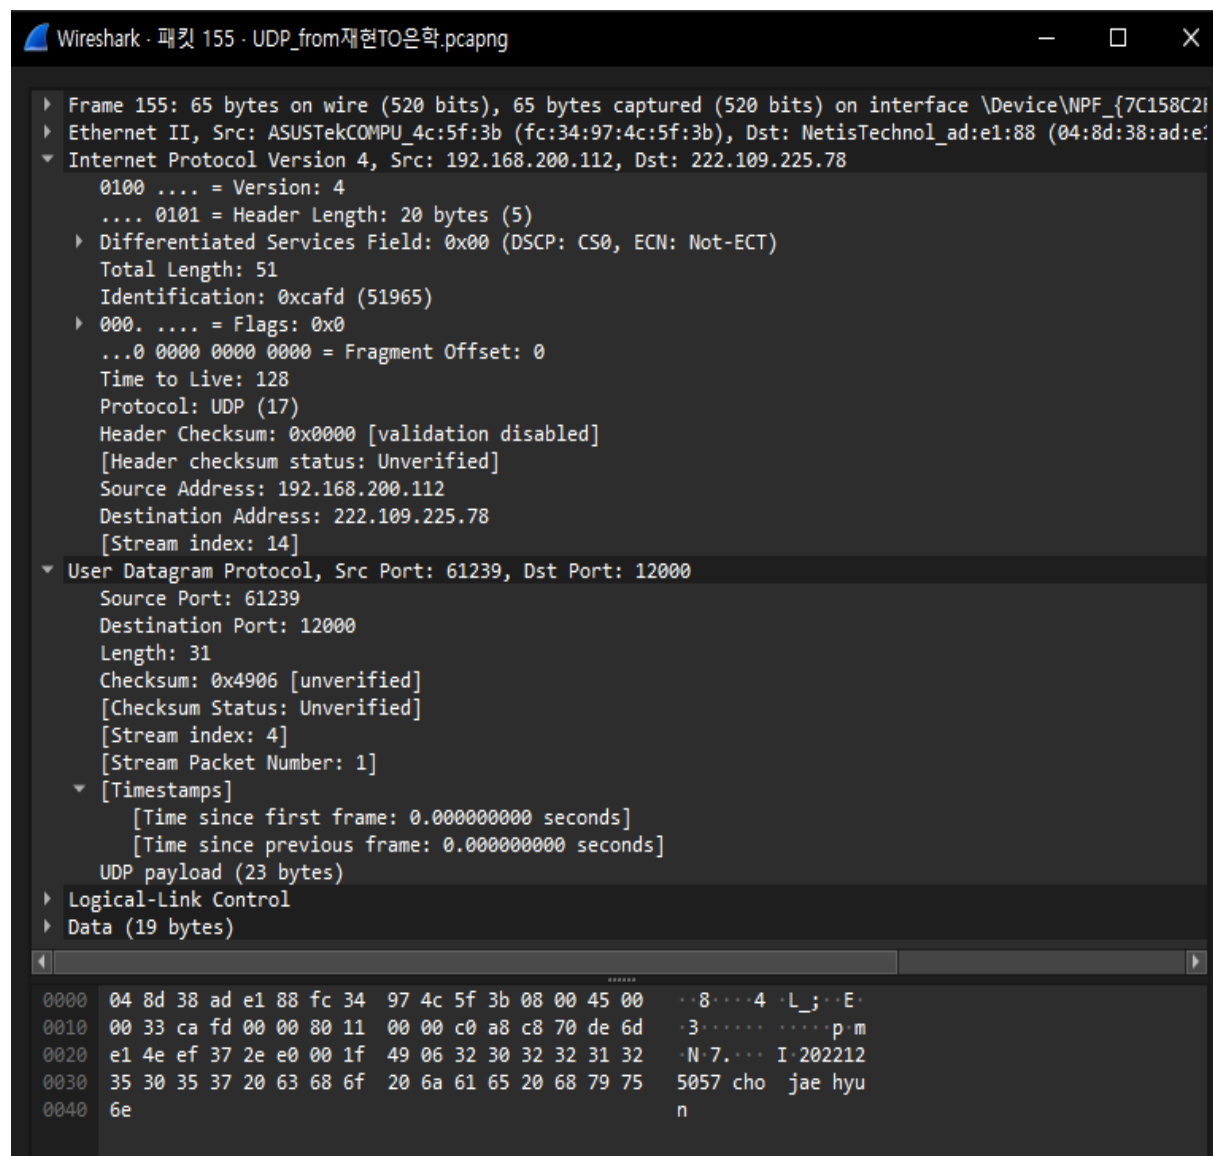 Wireshark · 패킷 155 · UDP_from재현TO은학.pcapng
Frame 155: 65 bytes on wire (520 bits), 65 bytes captured (520 bits) on interface \Device\NPF_{7C158C2
Ethernet II, Src: ASUSTekCOMPU_4c:5f:3b (fc:34:97:4c:5f:3b), Dst: NetisTechnol_ad:e1:88 (04:8d:38:ad:e
Internet Protocol Version 4, Src: 192.168.200.112, Dst: 222.109.225.78
0100 .... = Version: 4
.... 0101 = Header Length: 20 bytes (5)
Differentiated Services Field: 0x00 (DSCP: CS0, ECN: Not-ECT)
Total Length: 51
Identification: 0xcafd (51965)
000. .... = Flags: 0x0
...0 0000 0000 0000 = Fragment Offset: 0
Time to Live: 128
Protocol: UDP (17)
Header Checksum: 0x0000 [validation disabled]
[Header checksum status: Unverified]
Source Address: 192.168.200.112
Destination Address: 222.109.225.78
[Stream index: 14]
User Datagram Protocol, Src Port: 61239, Dst Port: 12000
Source Port: 61239
Destination Port: 12000
Length: 31
Checksum: 0x4906 [unverified]
[Checksum Status: Unverified]
[Stream index: 4]
[Stream Packet Number: 1]
[Timestamps]
[Time since first frame: 0.000000000 seconds]
[Time since previous frame: 0.000000000 seconds]
UDP payload (23 bytes)
Logical-Link Control
Data (19 bytes)
0000 04 8d 38 ad e1 88 fc 34 97 4c 5f 3b 08 00 45 00 ··8····4 ·L_;··E·
0010 00 33 ca fd 00 00 80 11 00 00 c0 a8 c8 70 de 6d ·3······ ·····p·m
0020 e1 4e ef 37 2e e0 00 1f 49 06 32 30 32 32 31 32 ·N·7.··· I·202212
0030 35 30 35 37 20 63 68 6f 20 6a 61 65 20 68 79 75 5057 cho jae hyu
0040 6e n